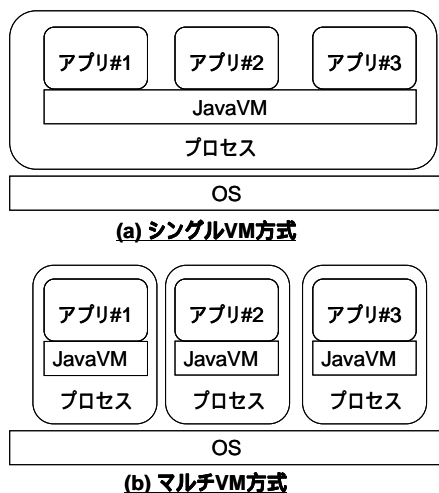 アプリ#1 アプリ#2 アプリ#3
JavaVM
プロセス
OS
(a) シングルVM方式
アプリ#1 アプリ#2 アプリ#3
JavaVM JavaVM JavaVM
プロセス プロセス プロセス
OS
(b) マルチVM方式